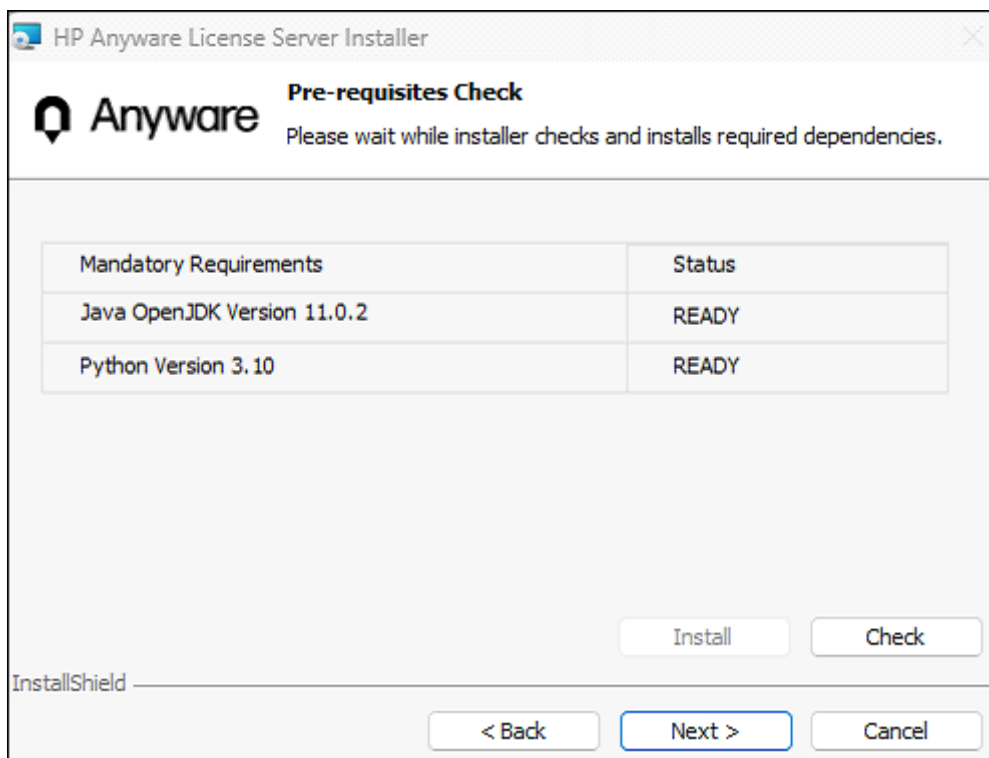 HP Anyware License Server Installer
Anyware
Pre-requisites Check
Please wait while installer checks and installs required dependencies.
Mandatory Requirements Status
Java OpenJDK Version 11.0.2 READY
Python Version 3.10 READY
Install Check
InstallShield
< Back Next > Cancel